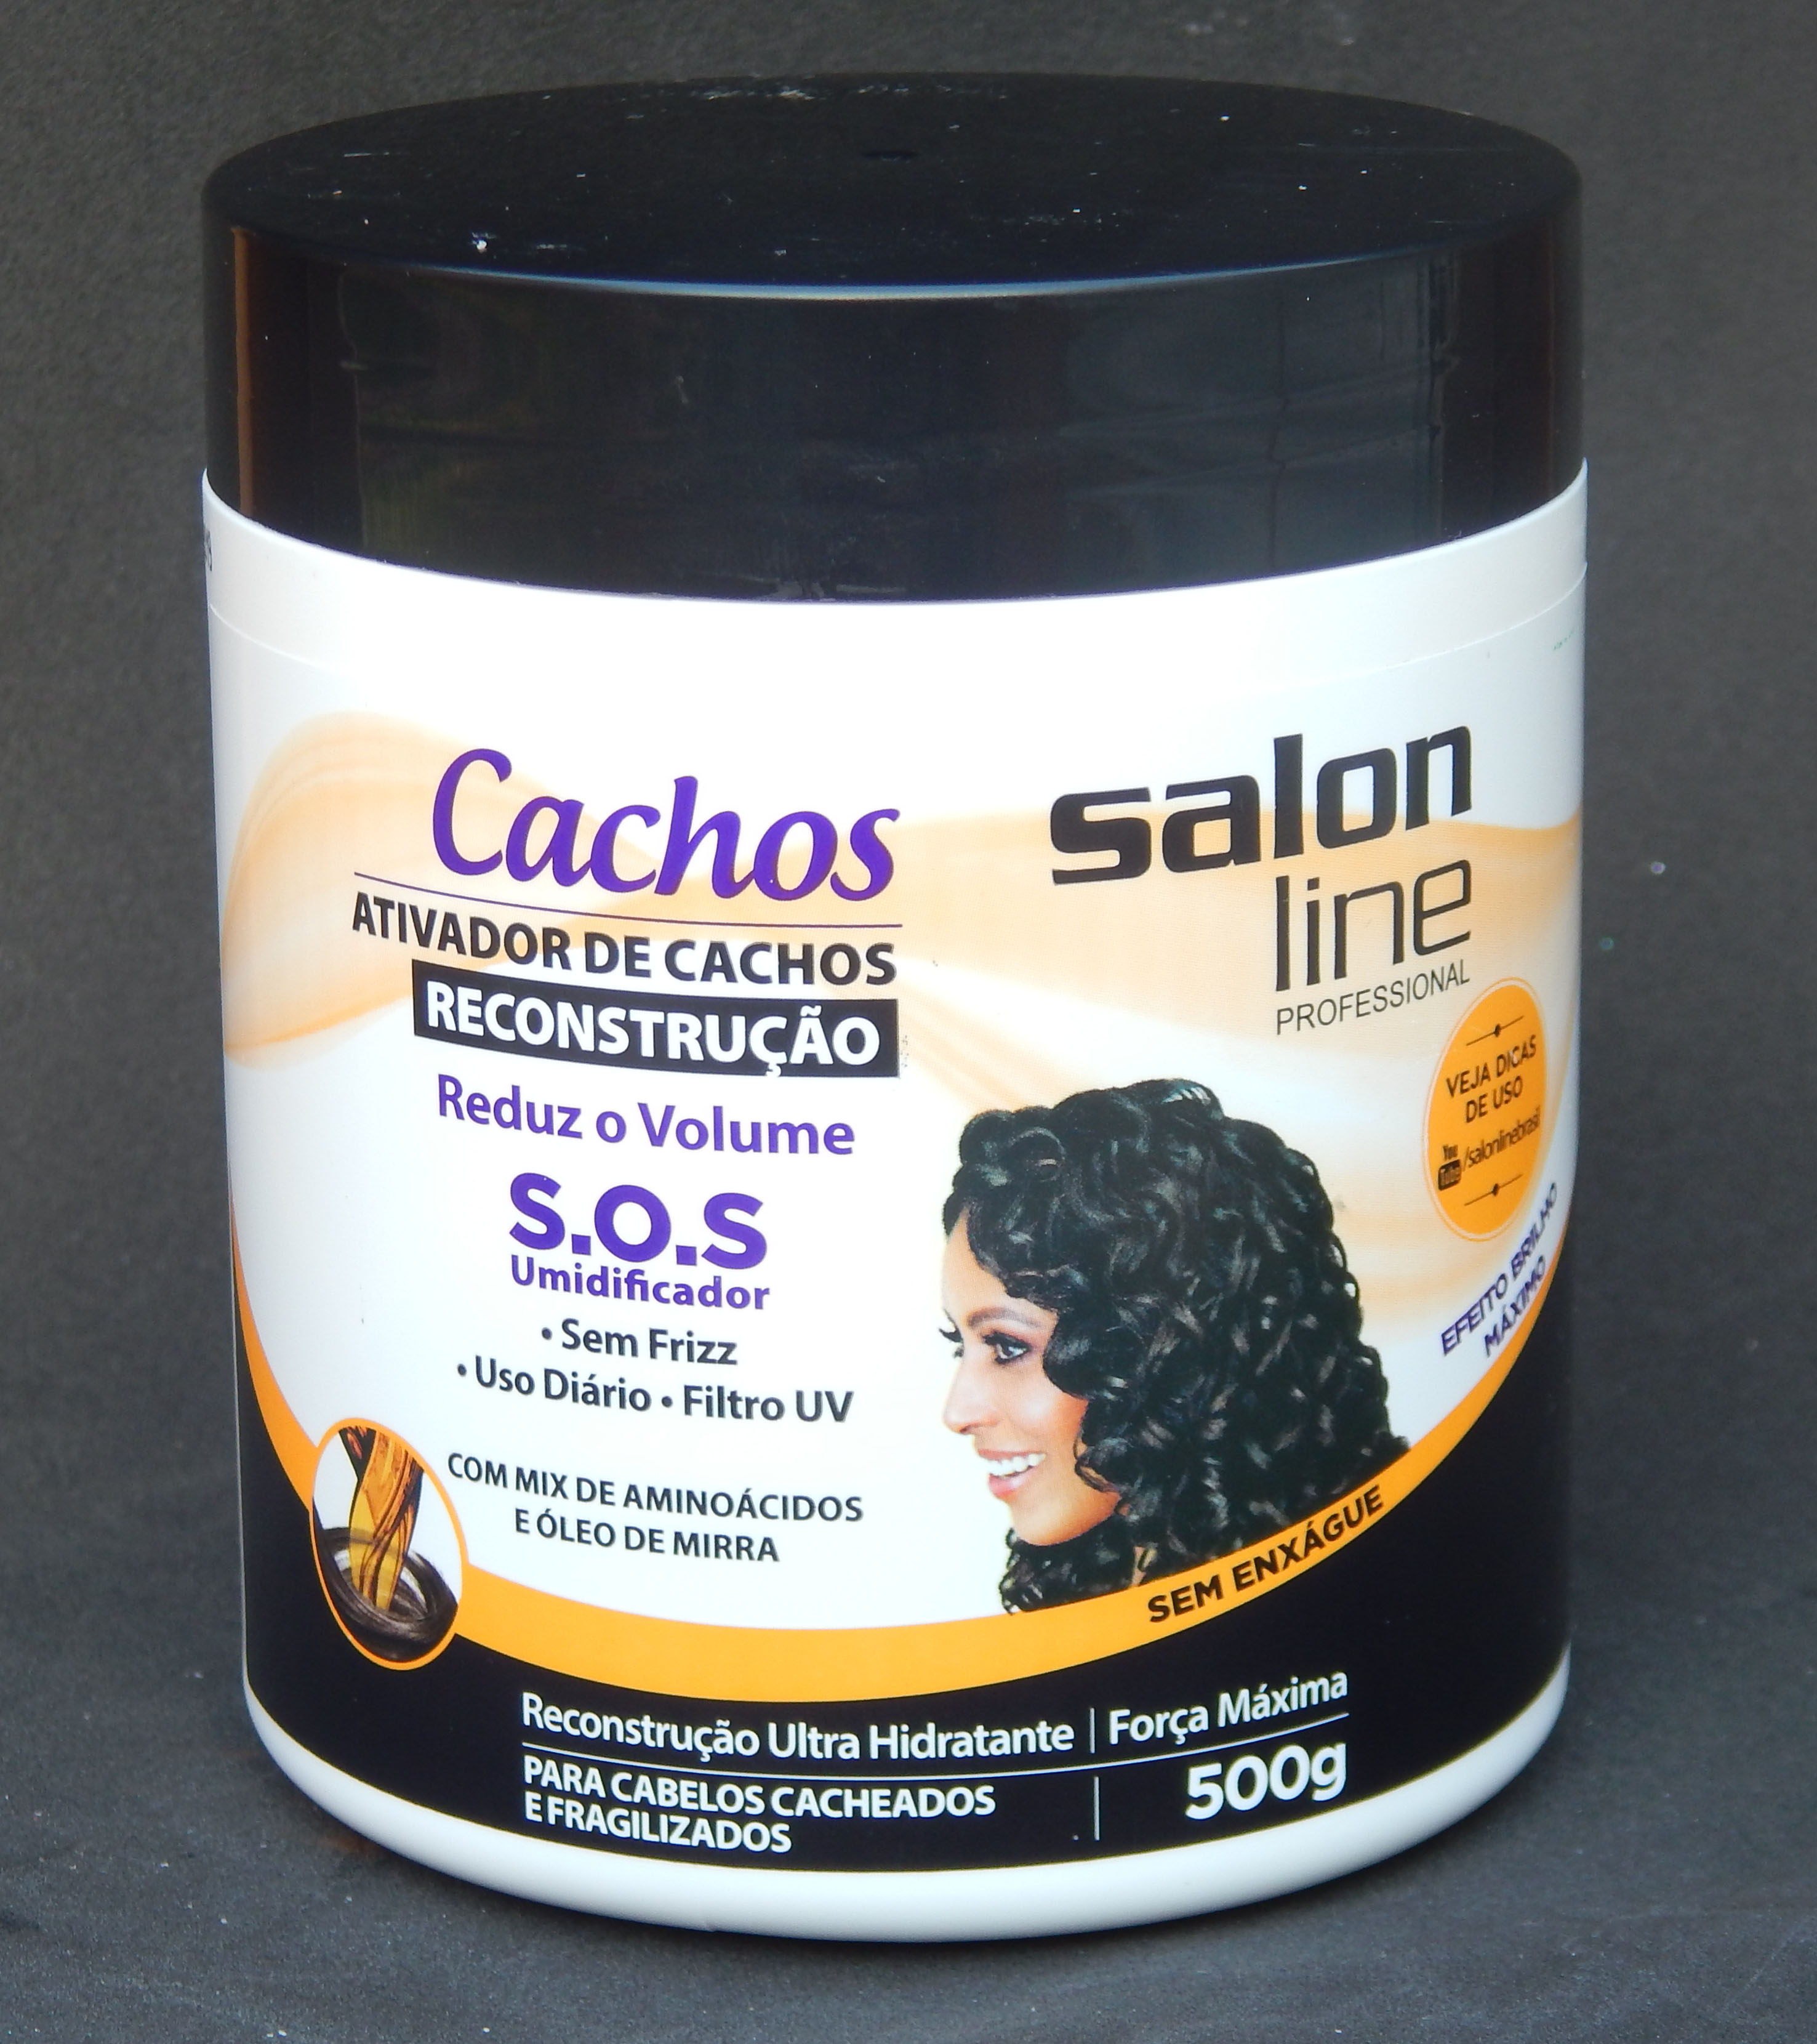 Cachos
ATIVADOR DE CACHOS
RECONSTRUÇÃO
Reduz o Volume
S.O.S
Umidificador
• Sem Frizz
• Uso Diário • Filtro UV
COM MIX DE AMINOÁCIDOS
E ÓLEO DE MIRRA
salon
line
PROFESSIONAL
VEJA DICAS
DE USO
You
Tube /salonlinebrasil
EFEITO BRILHO
MÁXIMO
SEM ENXÁGUE
Reconstrução Ultra Hidratante | Força Máxima
PARA CABELOS CACHEADOS
E FRAGILIZADOS
500g